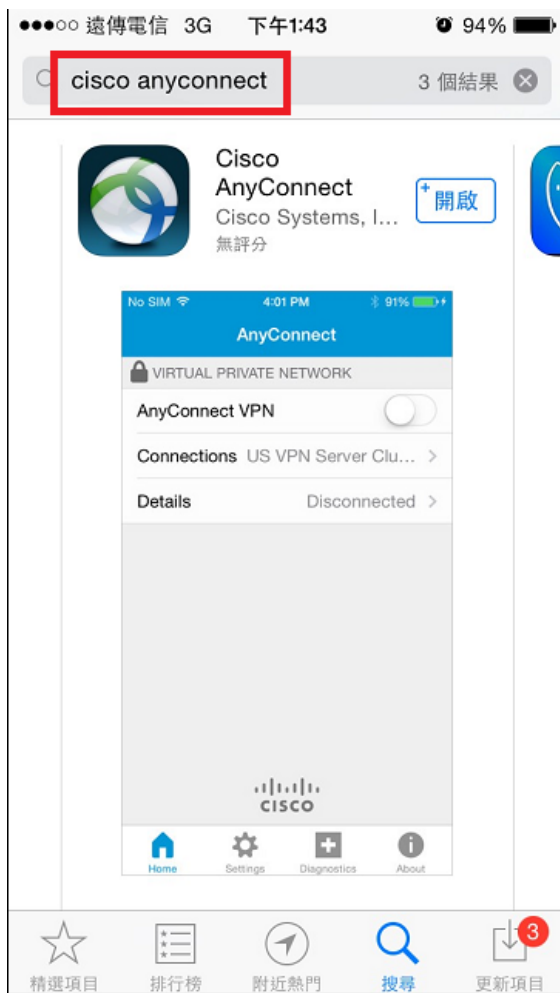 遠傳電信 3G 下午1:43 94%
cisco anyconnect 3 個結果
Cisco
AnyConnect
Cisco Systems, I...
無評分
+開啟
No SIM 4:01 PM 91%
AnyConnect
VIRTUAL PRIVATE NETWORK
AnyConnect VPN
Connections US VPN Server Clu... >
Details Disconnected >
CISCO
Home Settings Diagnostics About
3
精選項目 排行榜 附近熱門 搜尋 更新項目